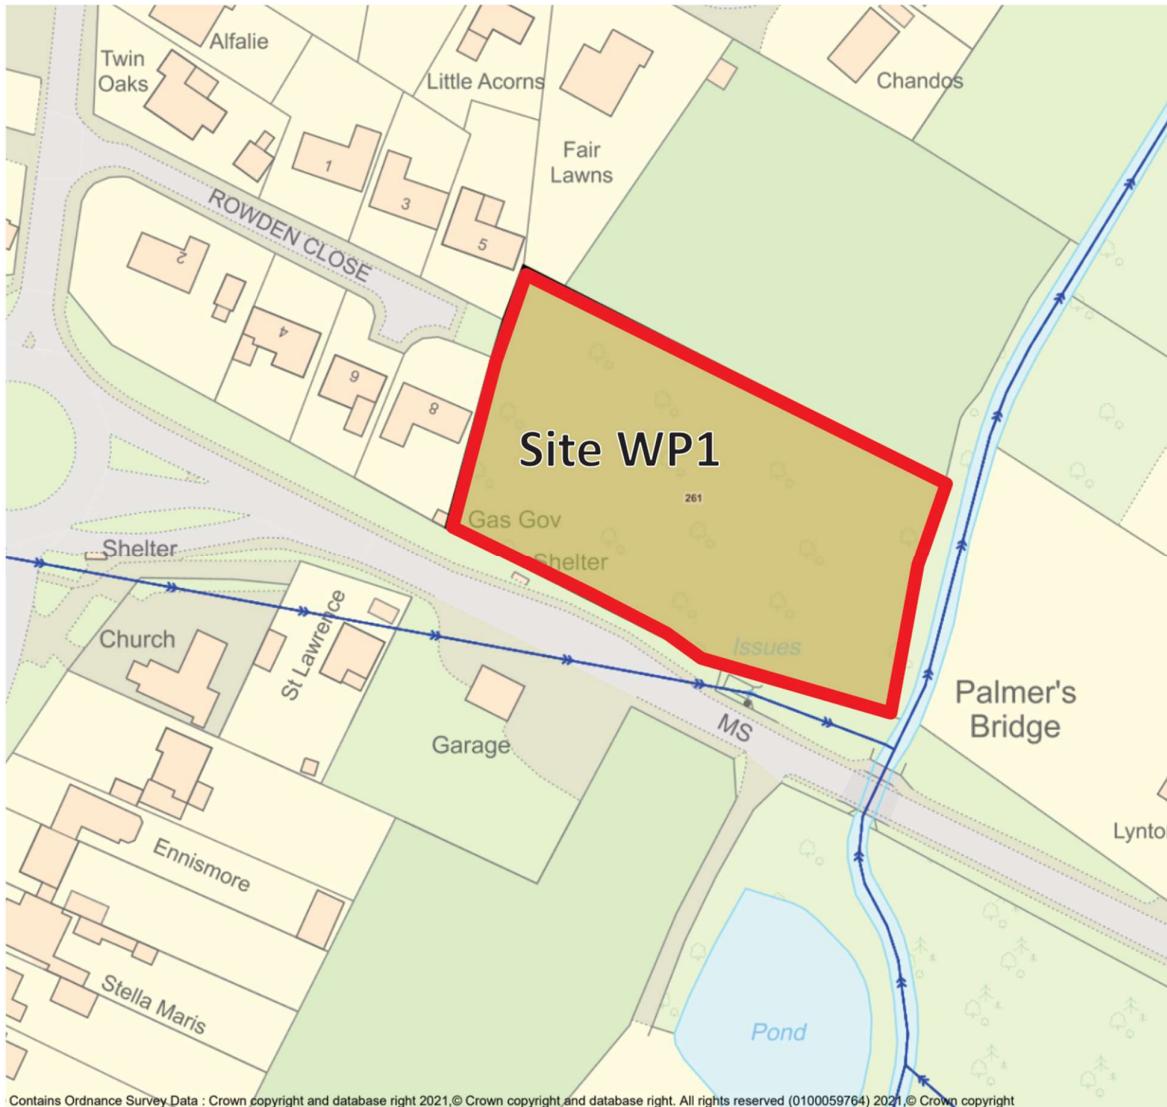 Alfalie
Twin
Oaks
Little Acorns
Chandos
Fair
Lawns
1
3
5
ROWDEN CLOSE
2
4
6
8
Site WP1
261
Gas Gov
Shelter
Shelter
Issues
Church
St Lawrence
Palmer's
Bridge
MS
Garage
Lynto
Ennismore
Stella Maris
Pond
Contains Ordnance Survey Data : Crown copyright and database right 2021,© Crown copyright and database right. All rights reserved (0100059764) 2021,© Crown copyright